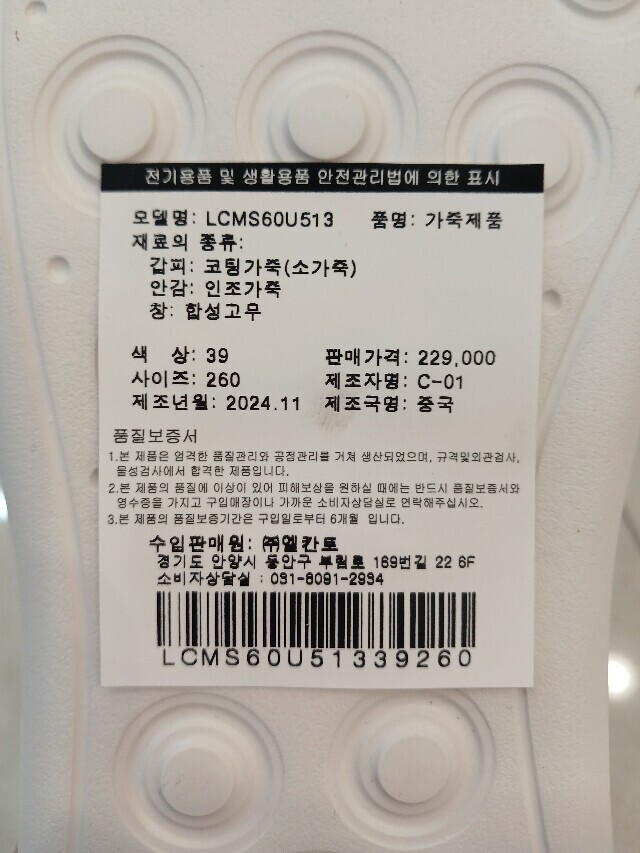 전기용품 및 생활용품 안전관리법에 의한 표시
모델명: LCMS60U513 품명: 가죽제품
재료의 종류:
갑피: 코팅가죽(소가죽)
안감: 인조가죽
창: 합성고무
색 상: 39 판매가격: 229,000
사이즈: 260 제조자명: C-01
제조년월: 2024.11 제조국명: 중국
품질보증서
1.본 제품은 엄격한 품질관리와 공정관리를 거쳐 생산되었으며, 규격및외관검사,
물성검사에서 합격한 제품입니다.
2.본 제품의 품질에 이상이 있어 피해보상을 원하실 때에는 반드시 품질보증서와
영수증을 가지고 구입매장이나 가까운 소비자상담실로 연락해주십시오.
3.본 제품의 품질보증기간은 구입일로부터 6개월 입니다.
수입판매원: ㈜엘칸토
경기도 안양시 동안구 부림로 169번길 22 6F
소비자상담실 : 031-8091-2934
LCMS60U51339260